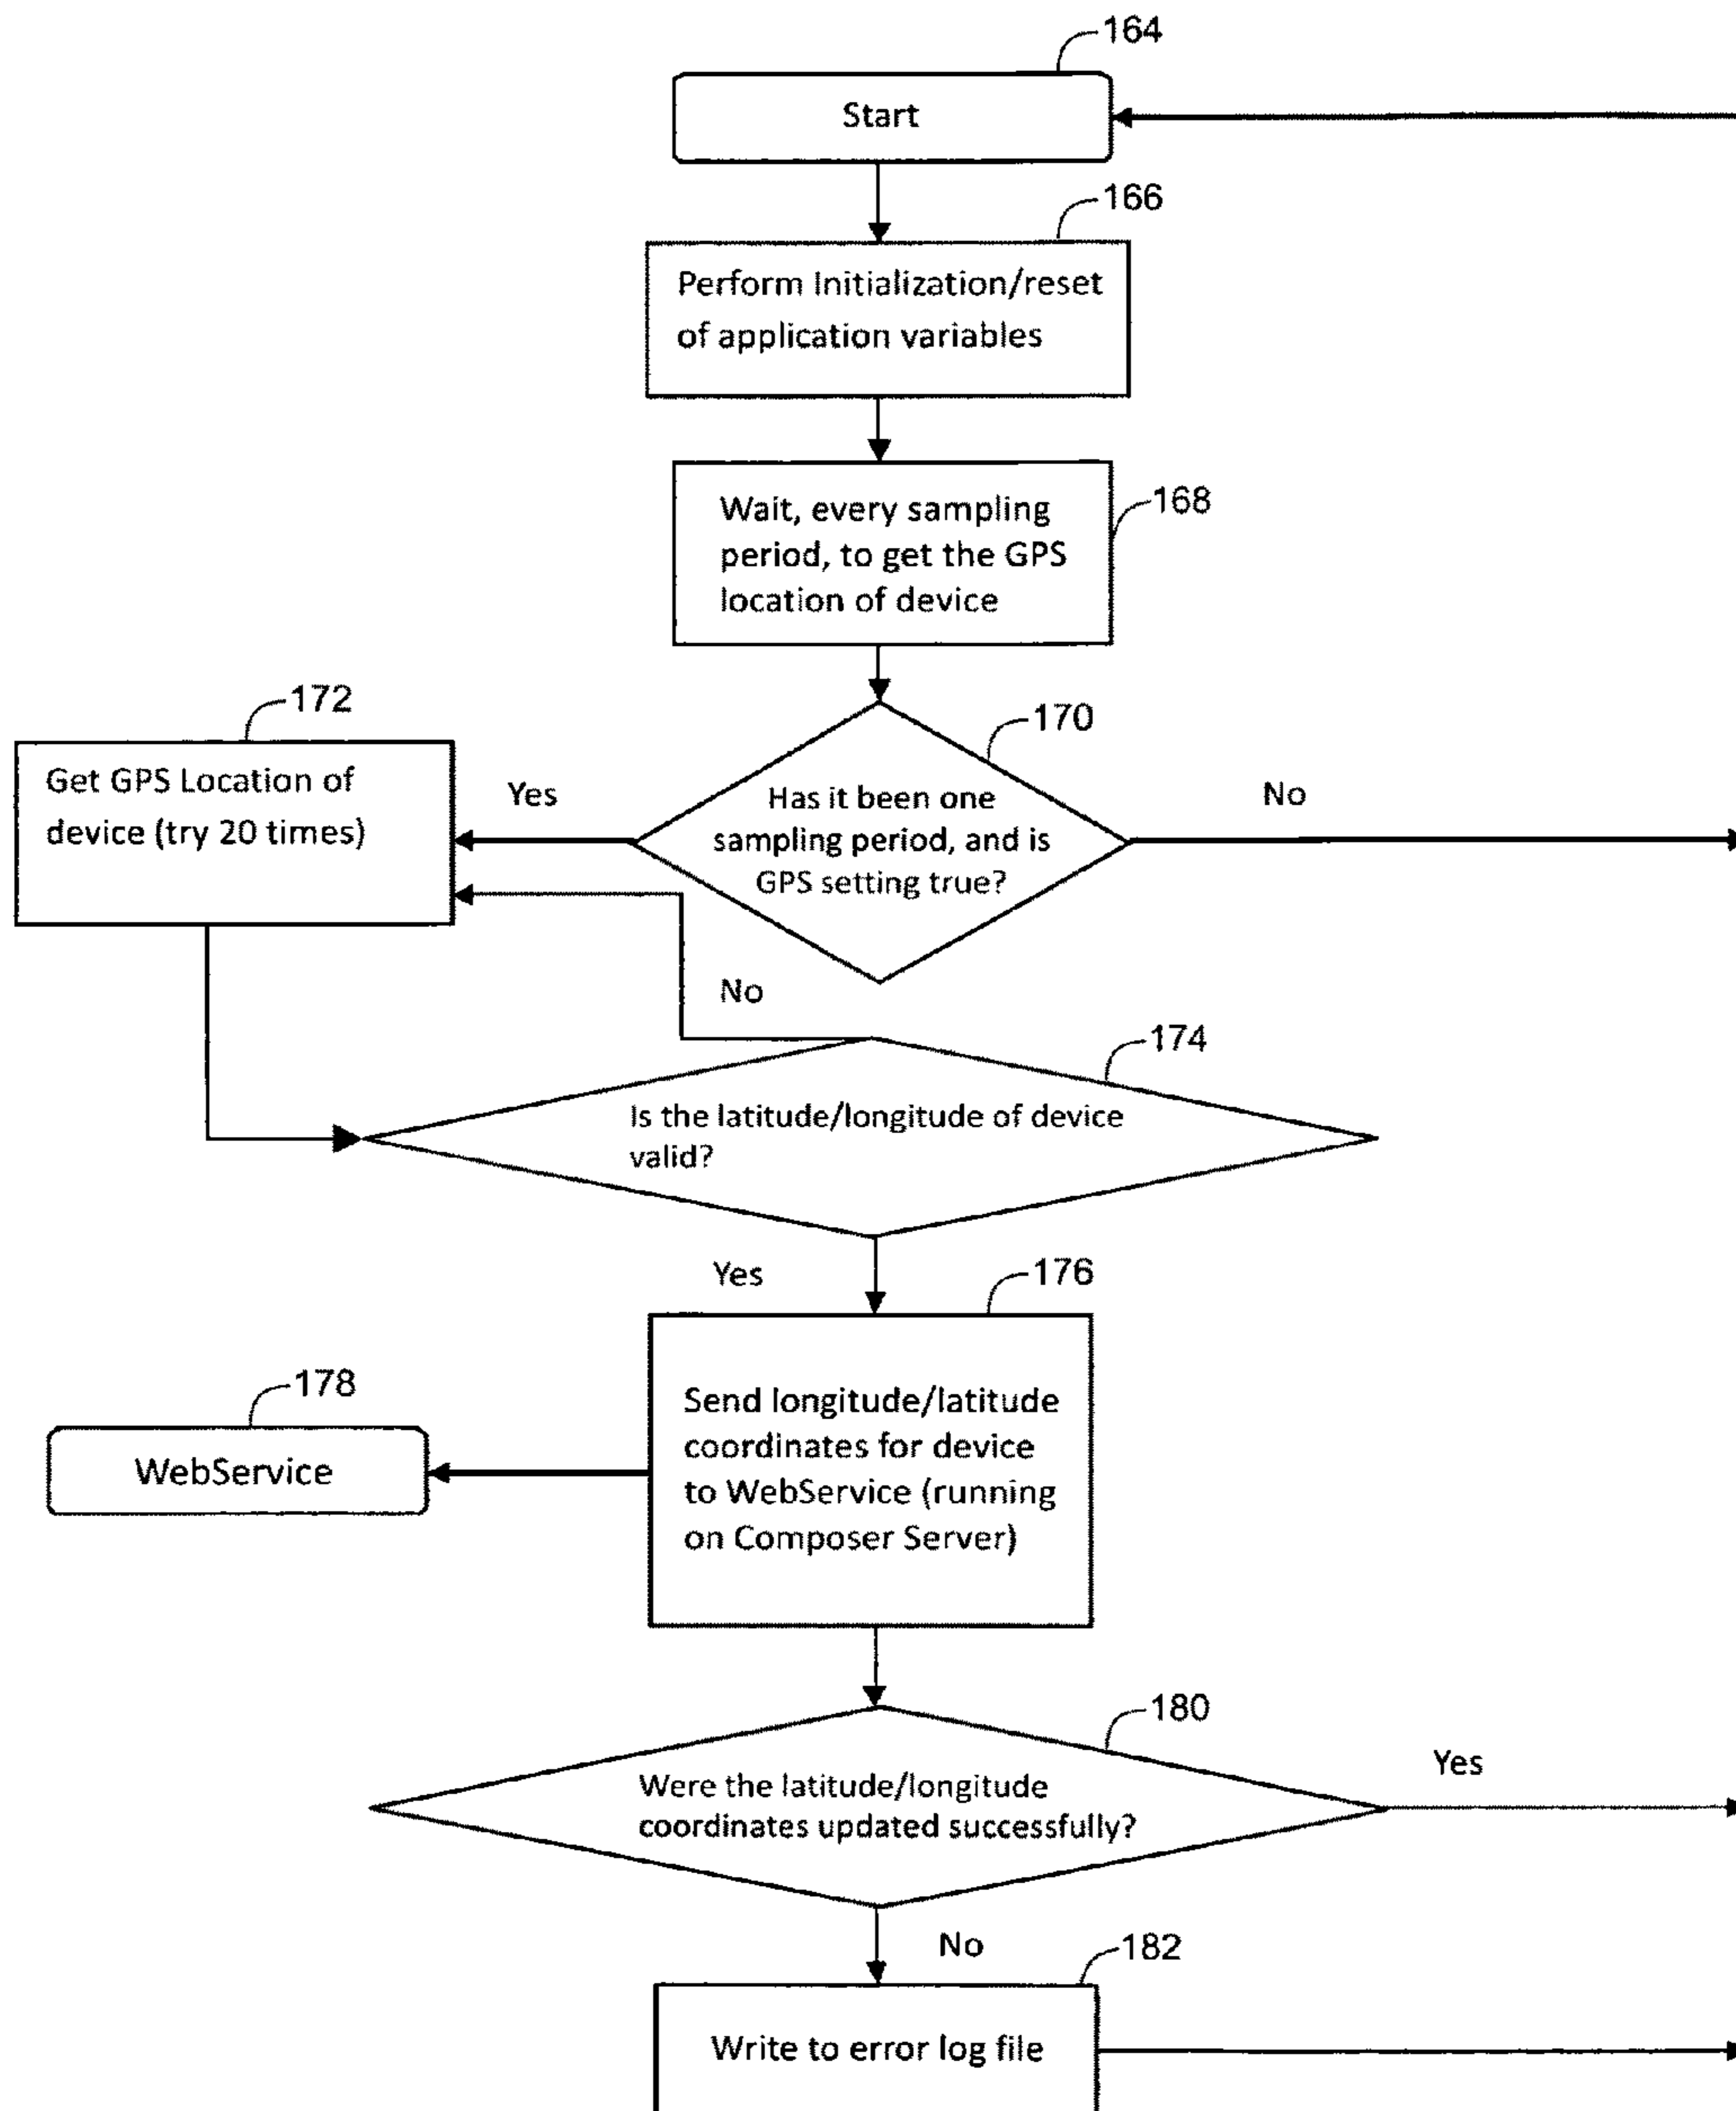 164
Start
166
Perform Initialization/reset
of application variables
168
Wait, every sampling
period, to get the GPS
location of device
172
170
Get GPS Location of
device (try 20 times)
Yes
Has it been one
sampling period, and is
GPS setting true?
No
No
174
Is the latitude/longitude of device
valid?
Yes
176
178
WebService
Send longitude/latitude
coordinates for device
to WebService (running
on Composer Server)
180
Were the latitude/longitude
coordinates updated successfully?
Yes
No
182
Write to error log file